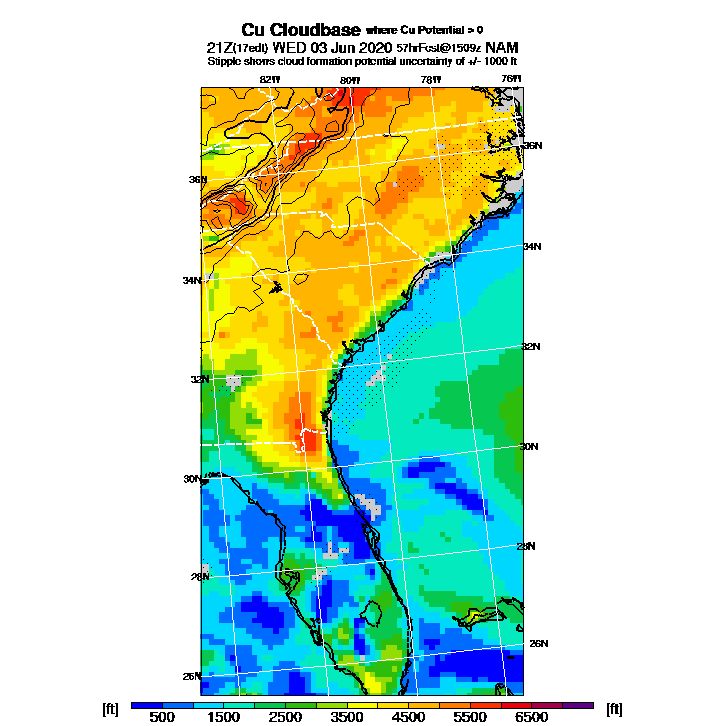 Cu Cloudbase where Cu Potential > 0
21Z(17edt) WED 03 Jun 2020 57hrFcst@1509z NAM
Stipple shows cloud formation potential uncertainty of +/- 1000 ft
82W 80W 78W 76W
36N
36N
34N
34N
32N
32N
30N
30N
28N
28N
26N
26N
[ft] 500 1500 2500 3500 4500 5500 6500 [ft]